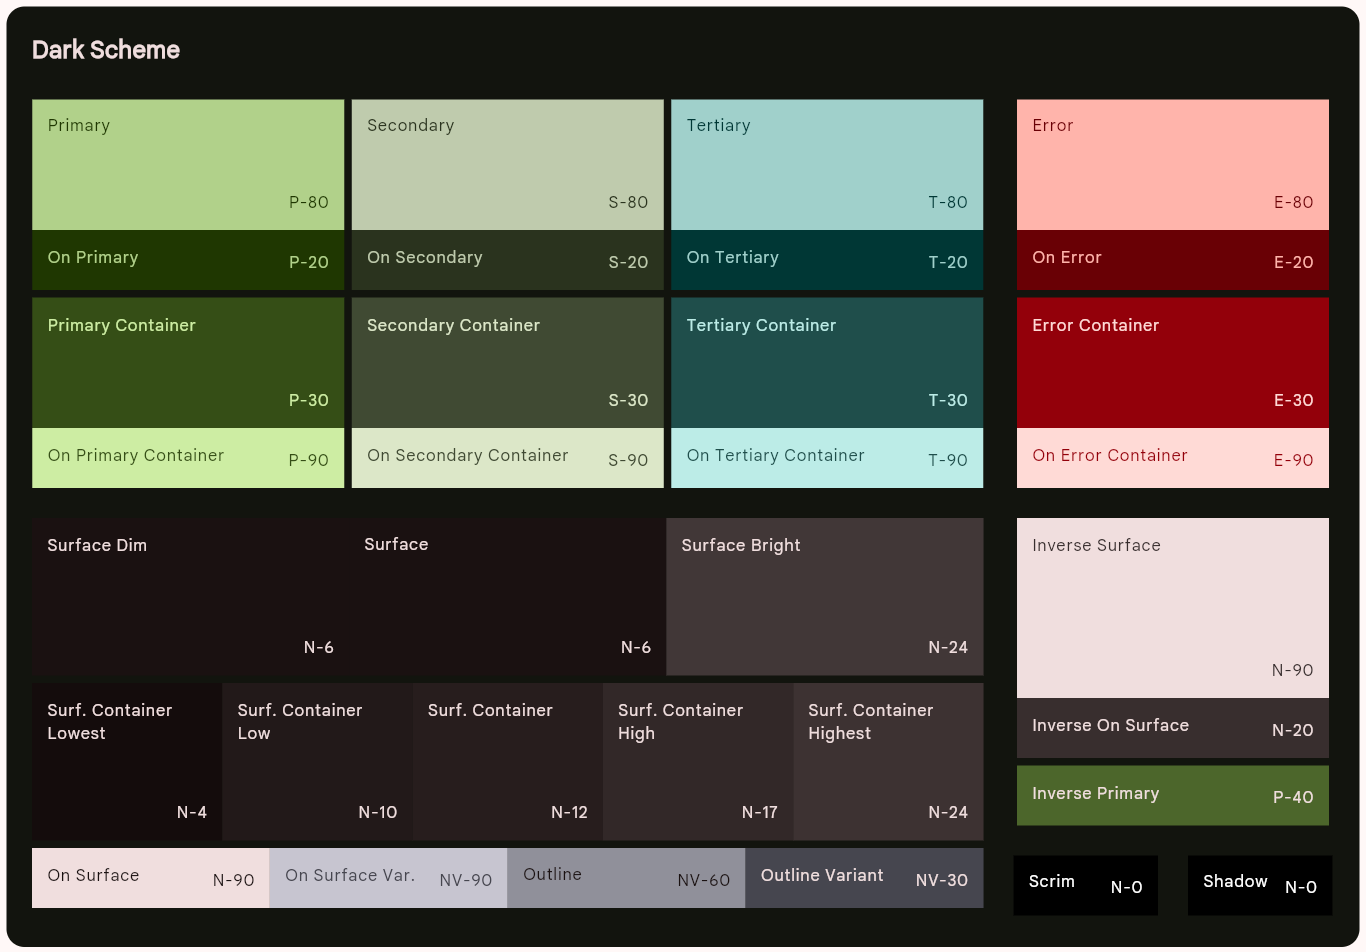 Dark Scheme
Primary
P-80
On Primary
P-20
Secondary
S-80
On Secondary
S-20
Tertiary
T-80
On Tertiary
T-20
Error
E-80
On Error
E-20
Primary Container
P-30
On Primary Container
P-90
Secondary Container
S-30
On Secondary Container
S-90
Tertiary Container
T-30
On Tertiary Container
T-90
Error Container
E-30
On Error Container
E-90
Surface Dim
N-6
Surface
N-6
Surface Bright
N-24
Surf. Container
Lowest
N-4
Surf. Container
Low
N-10
Surf. Container
N-12
Surf. Container
High
N-17
Surf. Container
Highest
N-24
On Surface
N-90
On Surface Var.
NV-90
Outline
NV-60
Outline Variant
NV-30
Inverse Surface
N-90
Inverse On Surface
N-20
Inverse Primary
P-40
Scrim
N-0
Shadow
N-0